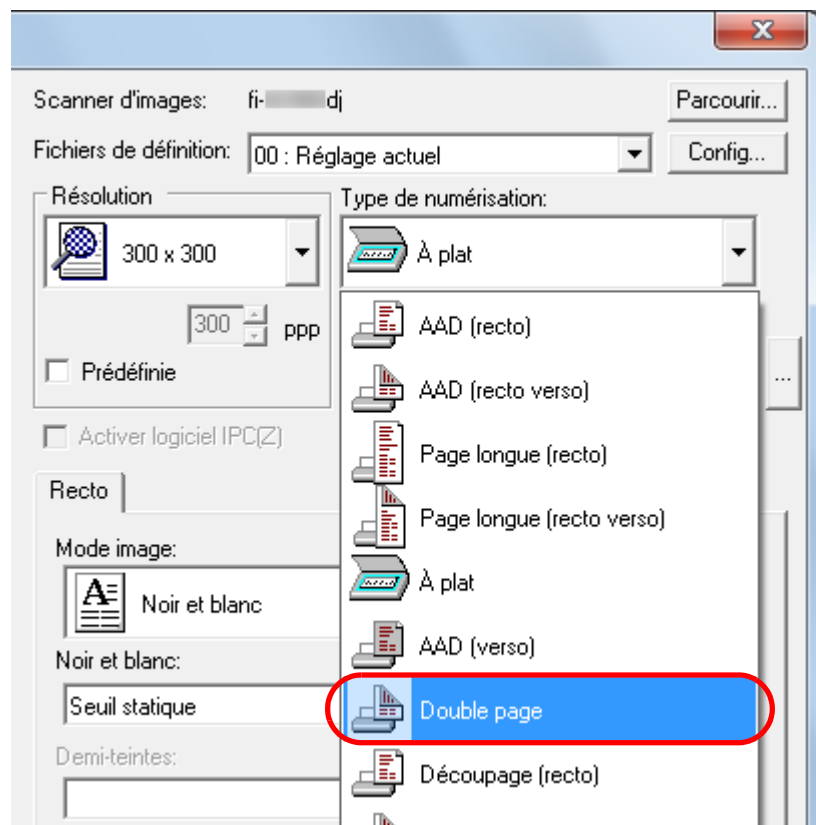 Scanner d'images: fi- dj Parcourir...
Fichiers de définition: 00 : Réglage actuel Config...
Résolution Type de numérisation:
300 x 300 À plat
300 ppp
Prédéfinie
Activer logiciel IPC(Z)
AAD (recto)
AAD (recto verso)
Page longue (recto)
Page longue (recto verso)
À plat
AAD (verso)
Double page
Découpage (recto)
...
Recto
Mode image:
Noir et blanc
Noir et blanc:
Seuil statique
Demi-teintes: